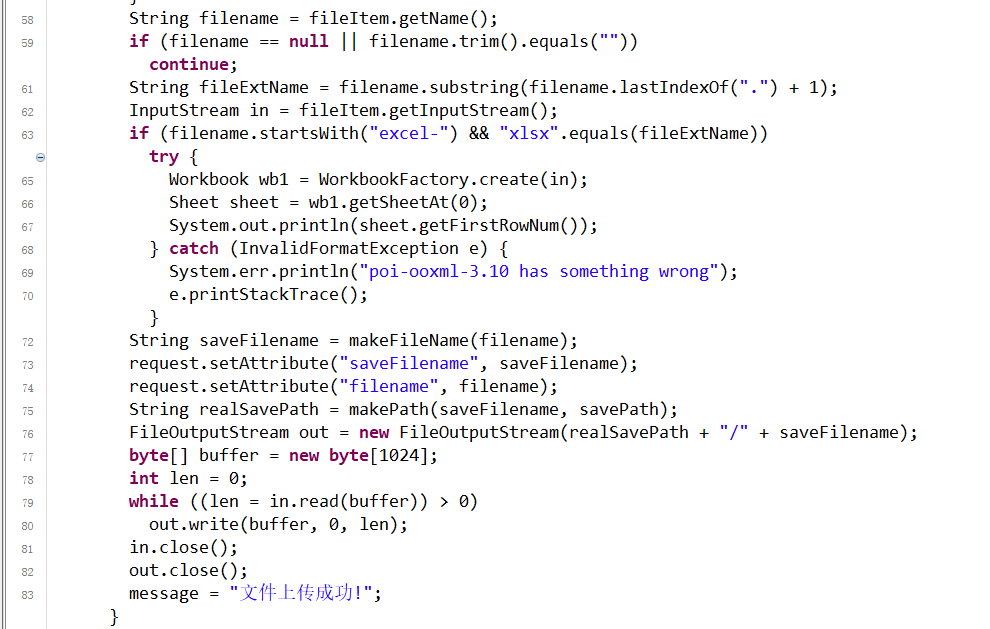 }
58 String filename = fileItem.getName();
59 if (filename == null || filename.trim().equals(""))
continue;
61 String fileExtName = filename.substring(filename.lastIndexOf(".") + 1);
62 InputStream in = fileItem.getInputStream();
63 if (filename.startsWith("excel-") && "xlsx".equals(fileExtName))
try {
65 Workbook wb1 = WorkbookFactory.create(in);
66 Sheet sheet = wb1.getSheetAt(0);
67 System.out.println(sheet.getFirstRowNum());
68 } catch (InvalidFormatException e) {
69 System.err.println("poi-ooxml-3.10 has something wrong");
70 e.printStackTrace();
}
72 String saveFilename = makeFileName(filename);
73 request.setAttribute("saveFilename", saveFilename);
74 request.setAttribute("filename", filename);
75 String realSavePath = makePath(saveFilename, savePath);
76 FileOutputStream out = new FileOutputStream(realSavePath + "/" + saveFilename);
77 byte[] buffer = new byte[1024];
78 int len = 0;
79 while ((len = in.read(buffer)) > 0)
80 out.write(buffer, 0, len);
81 in.close();
82 out.close();
83 message = "文件上传成功!";
}